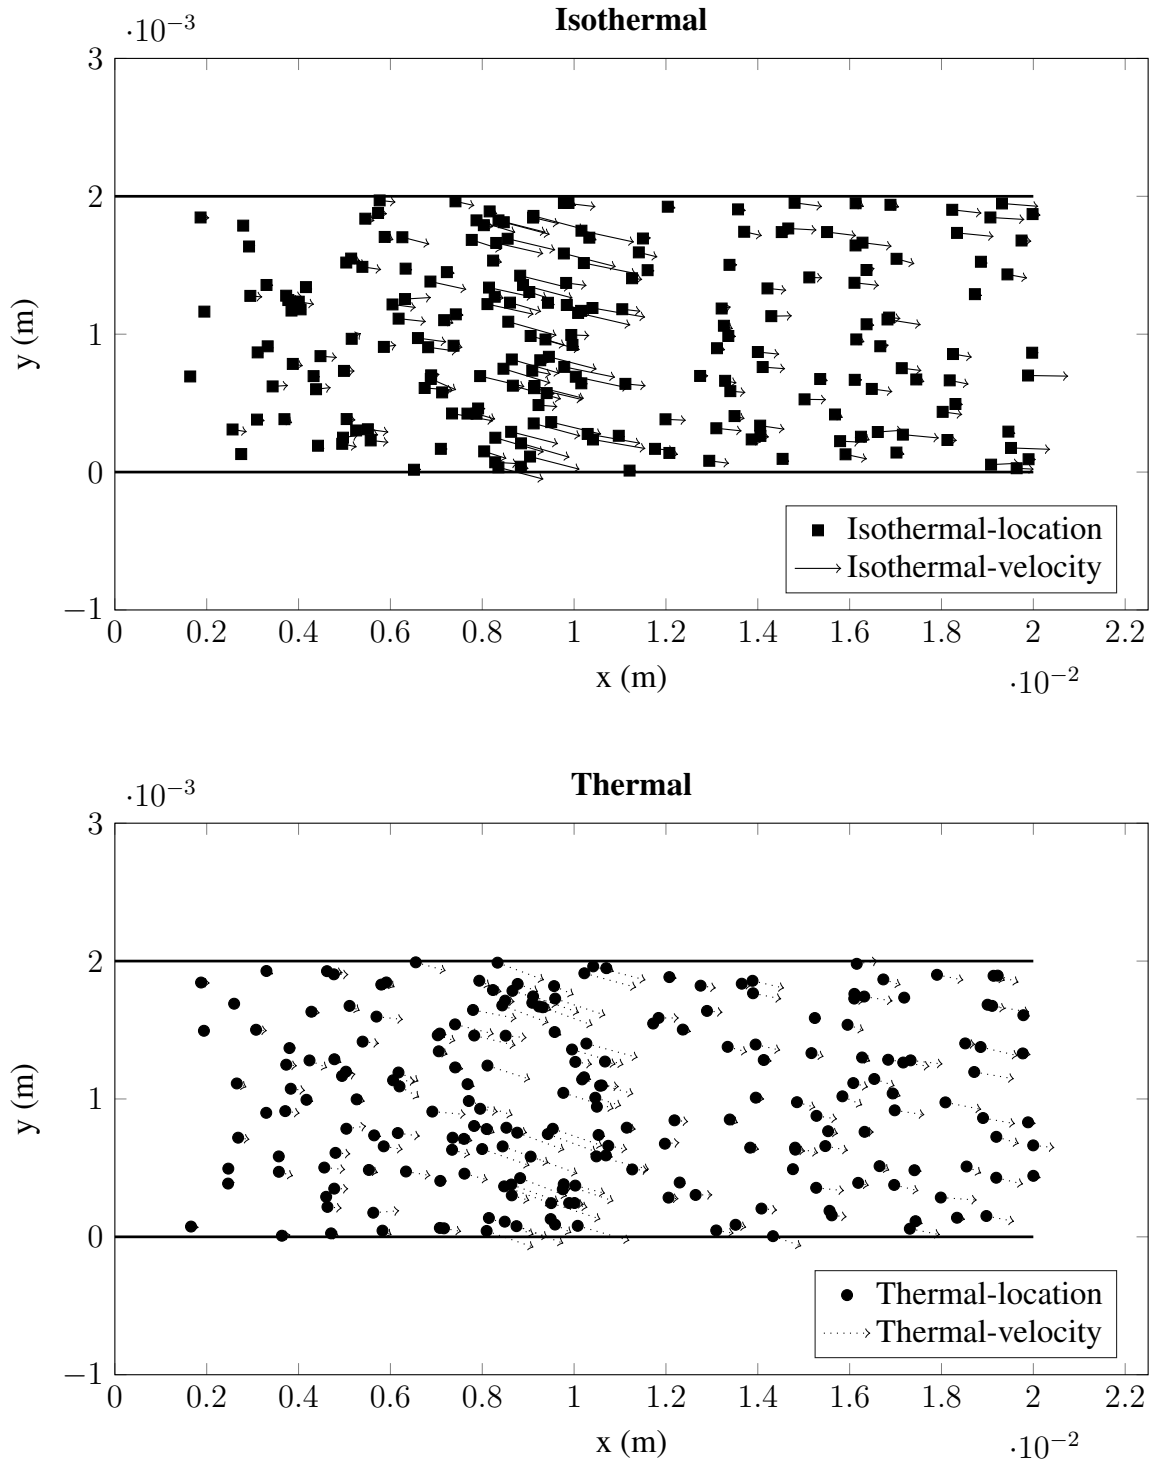 Isothermal
·10⁻³
3
2
1
0
−1
y (m)
0 0.2 0.4 0.6 0.8 1 1.2 1.4 1.6 1.8 2 2.2
x (m)
·10⁻²
Isothermal-location
Isothermal-velocity
Thermal
·10⁻³
3
2
1
0
−1
y (m)
0 0.2 0.4 0.6 0.8 1 1.2 1.4 1.6 1.8 2 2.2
x (m)
·10⁻²
Thermal-location
Thermal-velocity